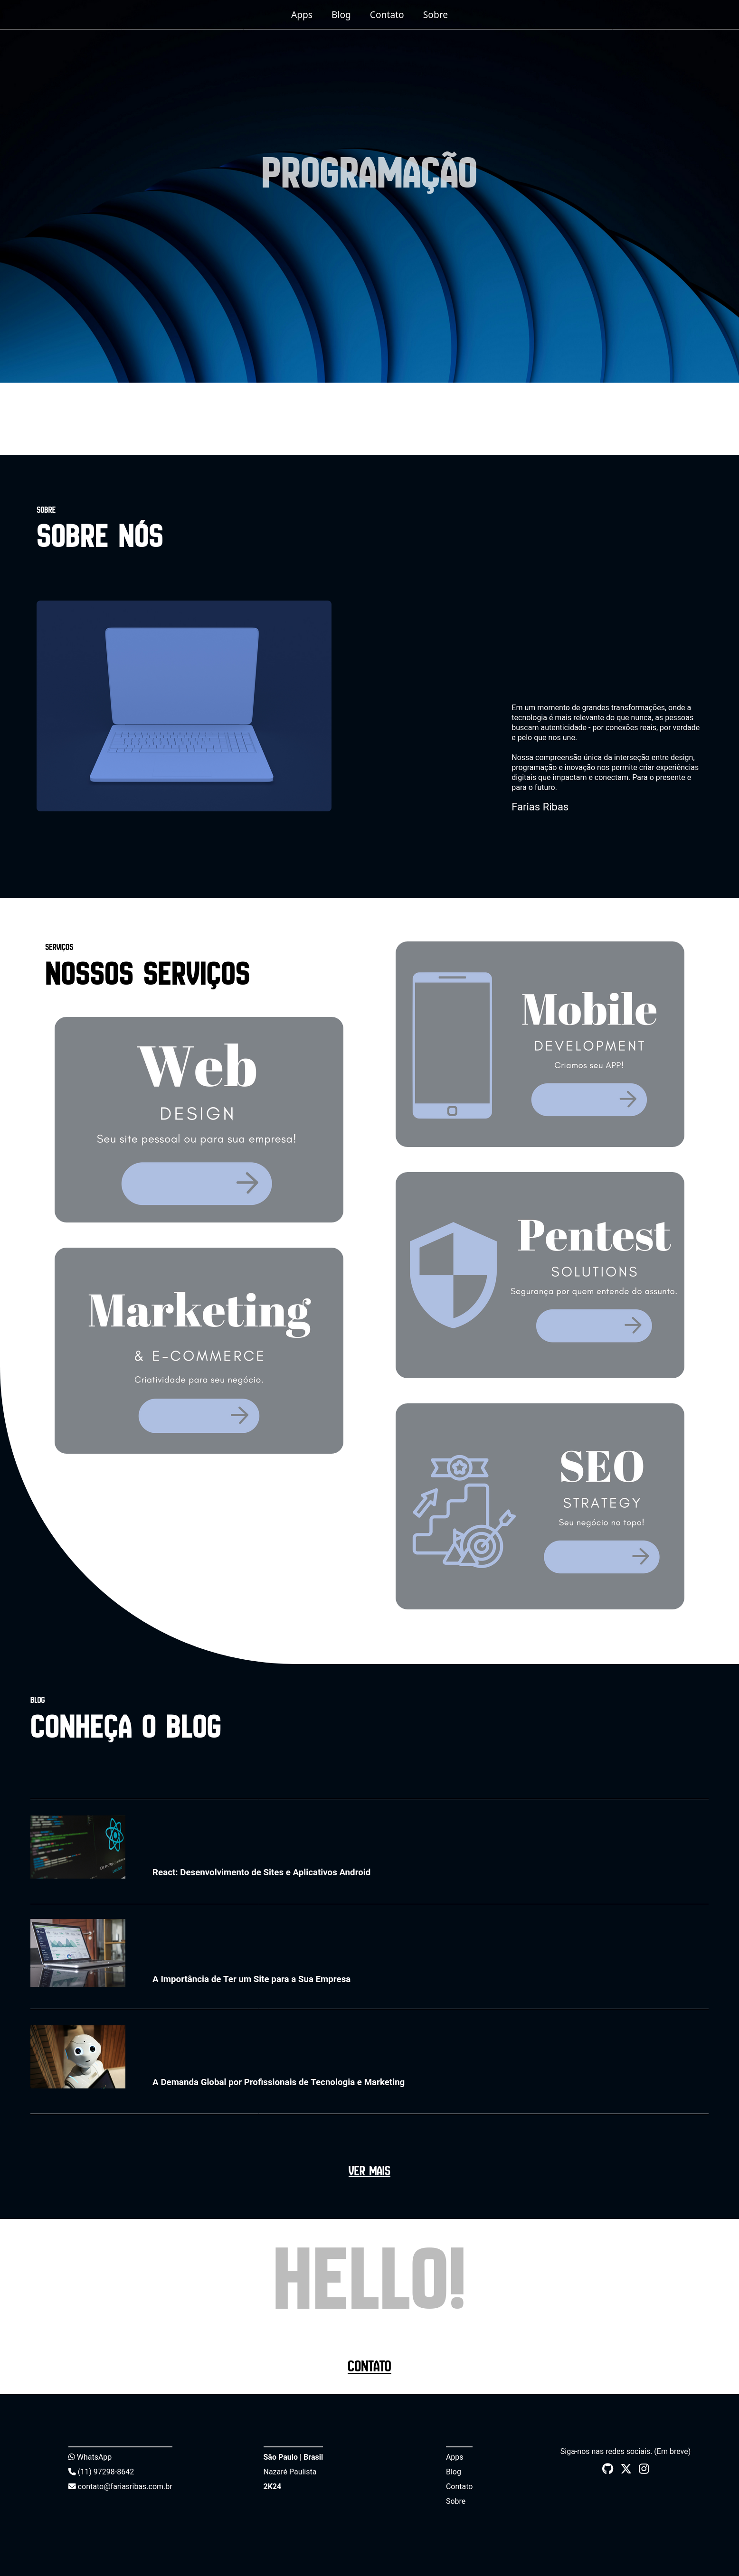 Apps Blog Contato Sobre
PROGRAMAÇÃO
SOBRE
SOBRE NÓS
Em um momento de grandes transformações, onde a
tecnologia é mais relevante do que nunca, as pessoas
buscam autenticidade - por conexões reais, por verdade
e pelo que nos une.
Nossa compreensão única da interseção entre design,
programação e inovação nos permite criar experiências
digitais que impactam e conectam. Para o presente e
para o futuro.
Farias Ribas
SERVIÇOS
NOSSOS SERVIÇOS
Web
DESIGN
Seu site pessoal ou para sua empresa!
Marketing
& E-COMMERCE
Criatividade para seu negócio.
Mobile
DEVELOPMENT
Criamos seu APP!
Pentest
SOLUTIONS
Segurança por quem entende do assunto.
SEO
STRATEGY
Seu negócio no topo!
BLOG
CONHEÇA O BLOG
React: Desenvolvimento de Sites e Aplicativos Android
A Importância de Ter um Site para a Sua Empresa
A Demanda Global por Profissionais de Tecnologia e Marketing
VER MAIS
HELLO!
CONTATO
WhatsApp
(11) 97298-8642
contato@fariasribas.com.br
São Paulo | Brasil
Nazaré Paulista
2K24
Apps
Blog
Contato
Sobre
Siga-nos nas redes sociais. (Em breve)